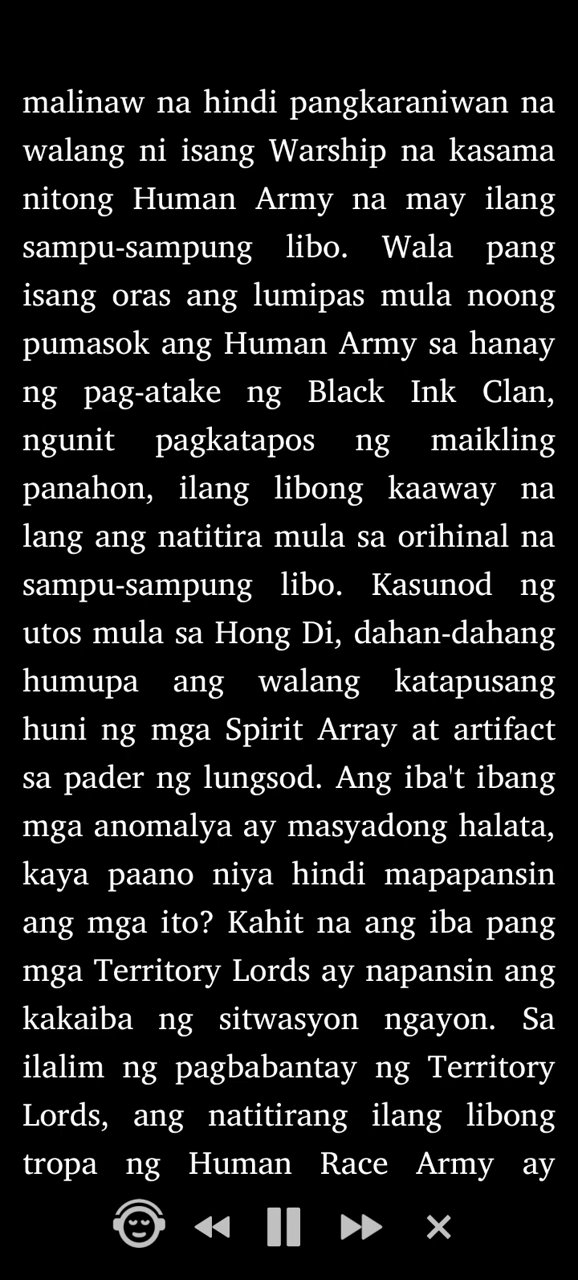 malinaw na hindi pangkaraniwan na
walang ni isang Warship na kasama
nitong Human Army na may ilang
sampu-sampung libo. Wala pang
isang oras ang lumipas mula noong
pumasok ang Human Army sa hanay
ng pag-atake ng Black Ink Clan,
ngunit pagkatapos ng maikling
panahon, ilang libong kaaway na
lang ang natitira mula sa orihinal na
sampu-sampung libo. Kasunod ng
utos mula sa Hong Di, dahan-dahang
humupa ang walang katapusang
huni ng mga Spirit Array at artifact
sa pader ng lungsod. Ang iba't ibang
mga anomalya ay masyadong halata,
kaya paano niya hindi mapapansin
ang mga ito? Kahit na ang iba pang
mga Territory Lords ay napansin ang
kakaiba ng sitwasyon ngayon. Sa
ilalim ng pagbabantay ng Territory
Lords, ang natitirang ilang libong
tropa ng Human Race Army ay